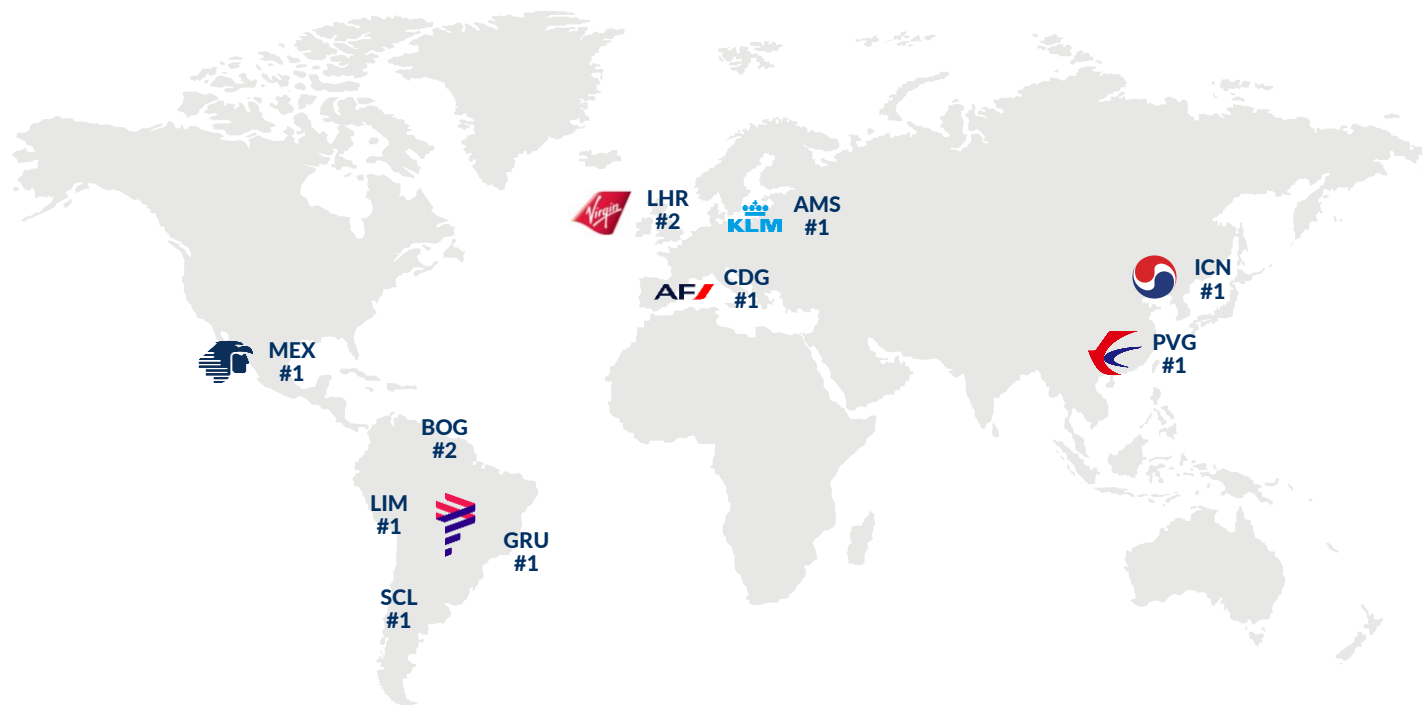 LHR
#2
Virgin
AMS
#1
KLM
CDG
#1
AF
ICN
#1
PVG
#1
MEX
#1
BOG
#2
LIM
#1
GRU
#1
SCL
#1